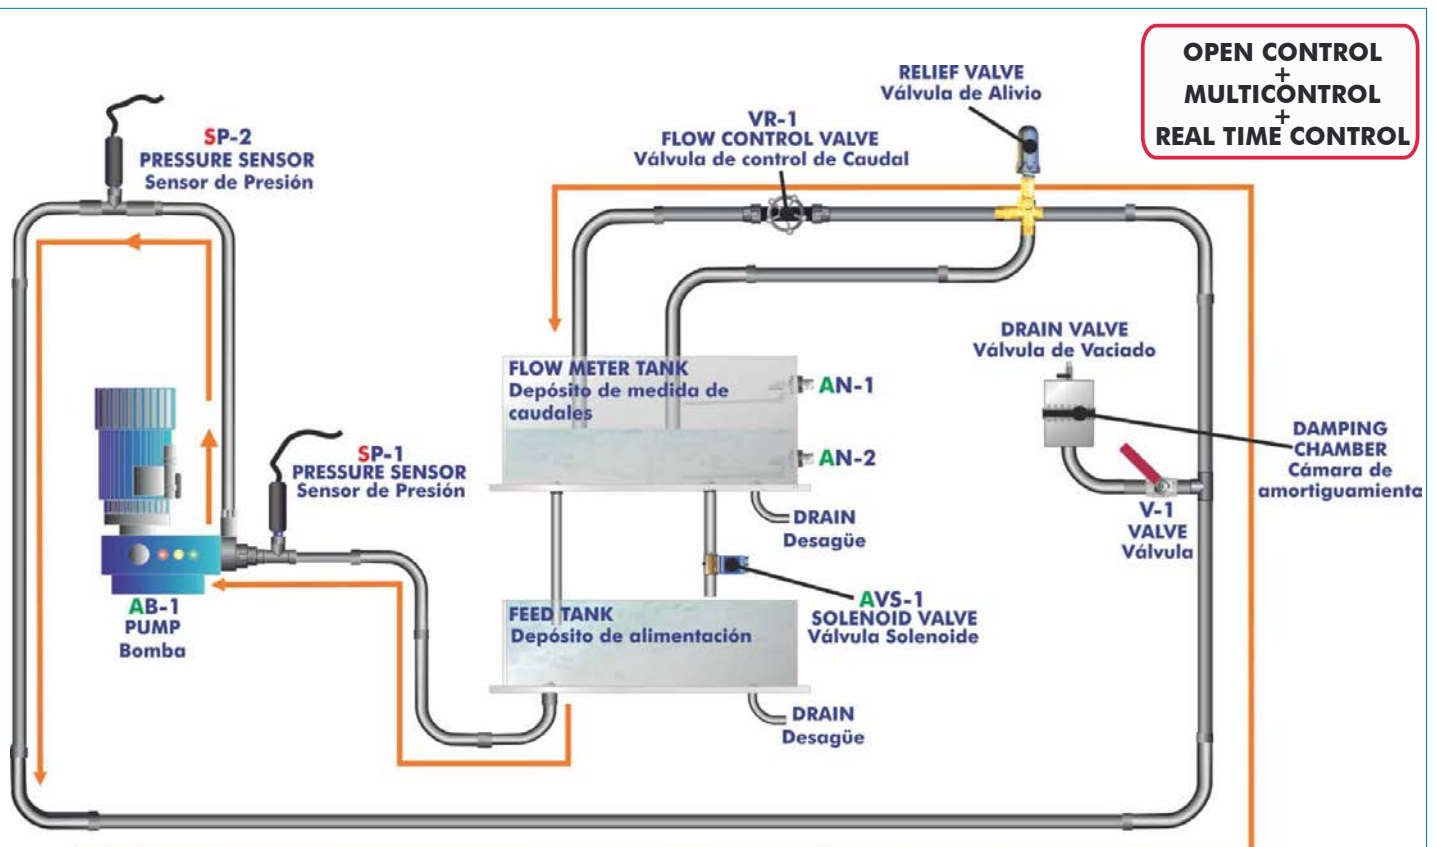 OPEN CONTROL
+
MULTICONTROL
+
REAL TIME CONTROL
RELIEF VALVE
Válvula de Alivio
VR-1
FLOW CONTROL VALVE
Válvula de control de Caudal
SP-2
PRESSURE SENSOR
Sensor de Presión
DRAIN VALVE
Válvula de Vaciado
FLOW METER TANK
Depósito de medida de
caudales
AN-1
AN-2
DAMPING
CHAMBER
Cámara de
amortiguamienta
SP-1
PRESSURE SENSOR
Sensor de Presión
V-1
VALVE
Válvula
DRAIN
Desagüe
AB-1
PUMP
Bomba
FEED TANK
Depósito de alimentación
AVS-1
SOLENOID VALVE
Válvula Solenoide
DRAIN
Desagüe